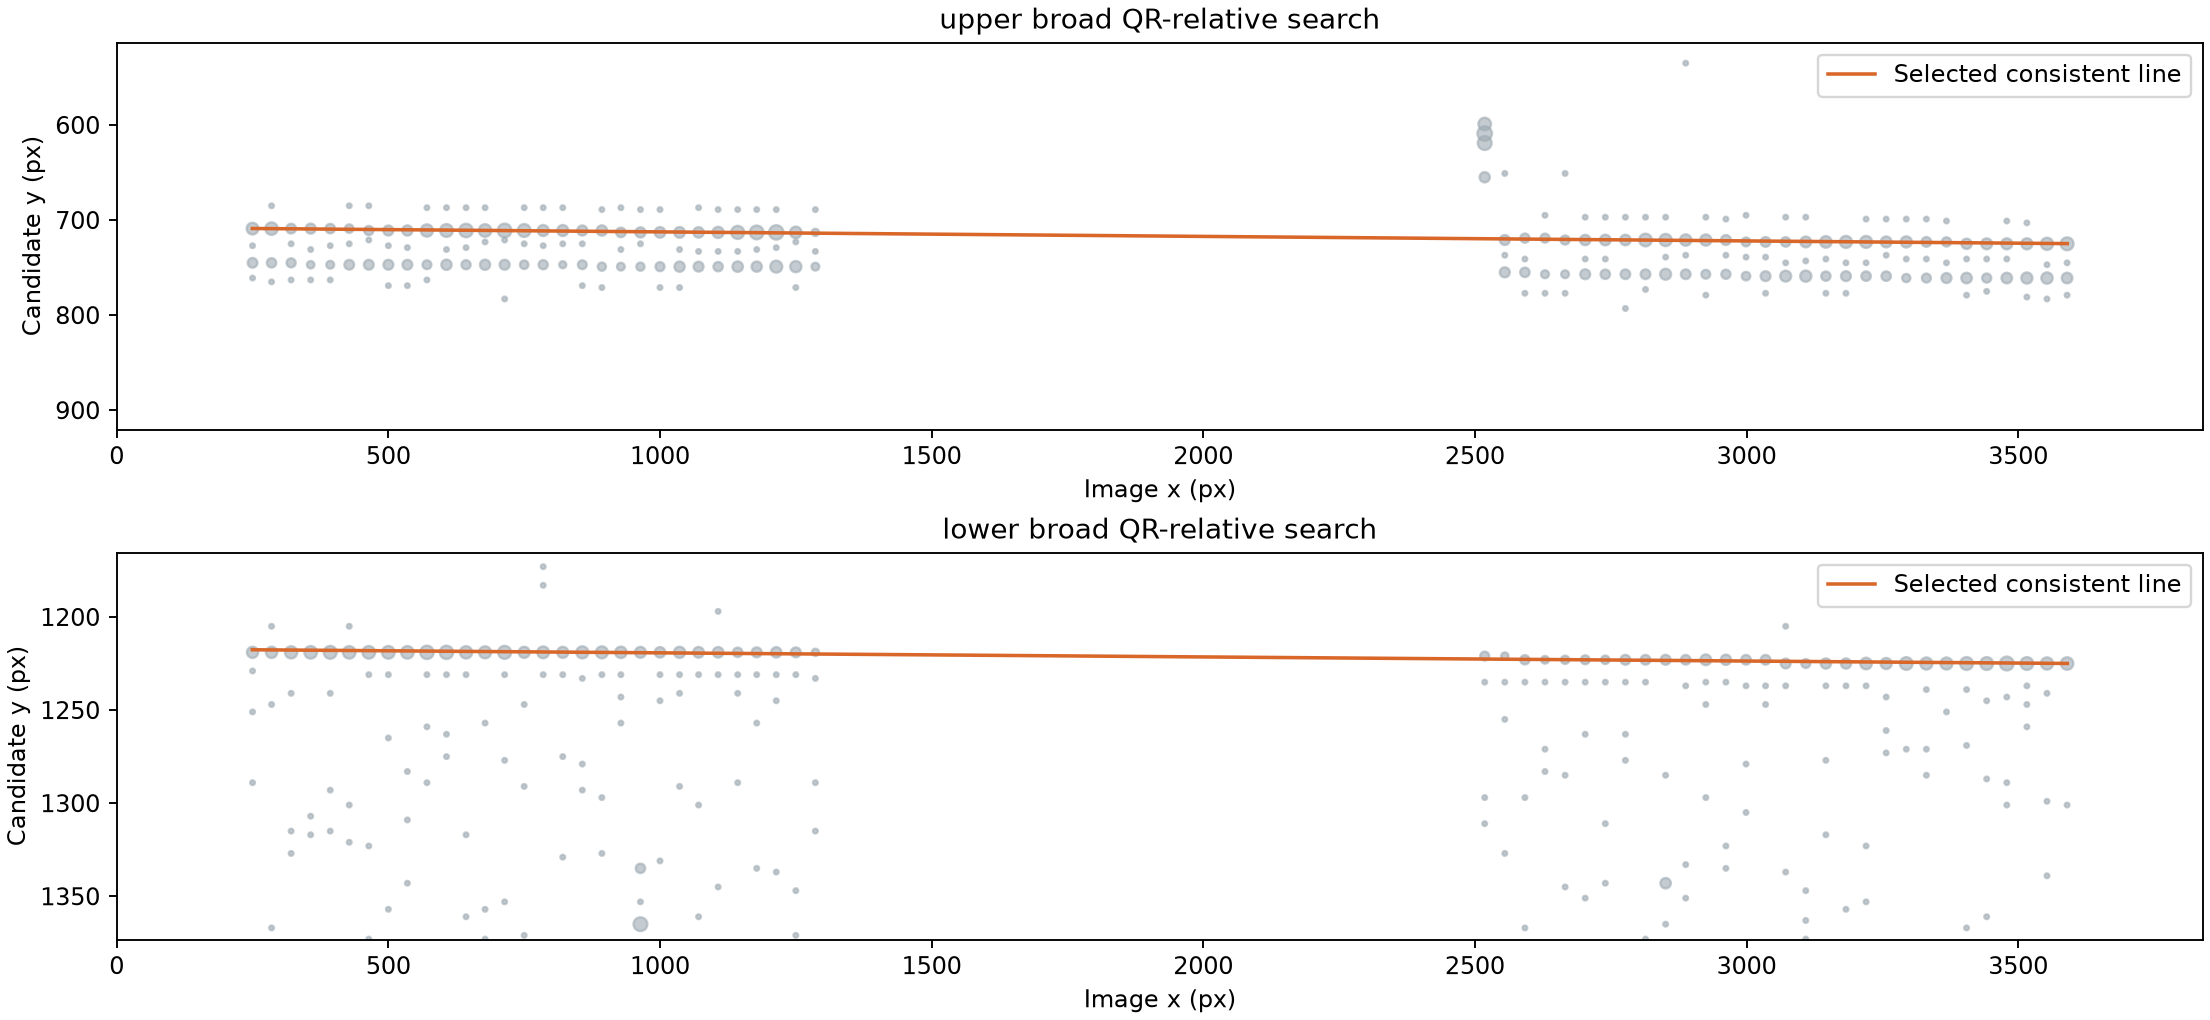 upper broad QR-relative search
Selected consistent line
Candidate y (px)
600
700
800
900
0 500 1000 1500 2000 2500 3000 3500
Image x (px)
lower broad QR-relative search
Selected consistent line
Candidate y (px)
1200
1250
1300
1350
0 500 1000 1500 2000 2500 3000 3500
Image x (px)